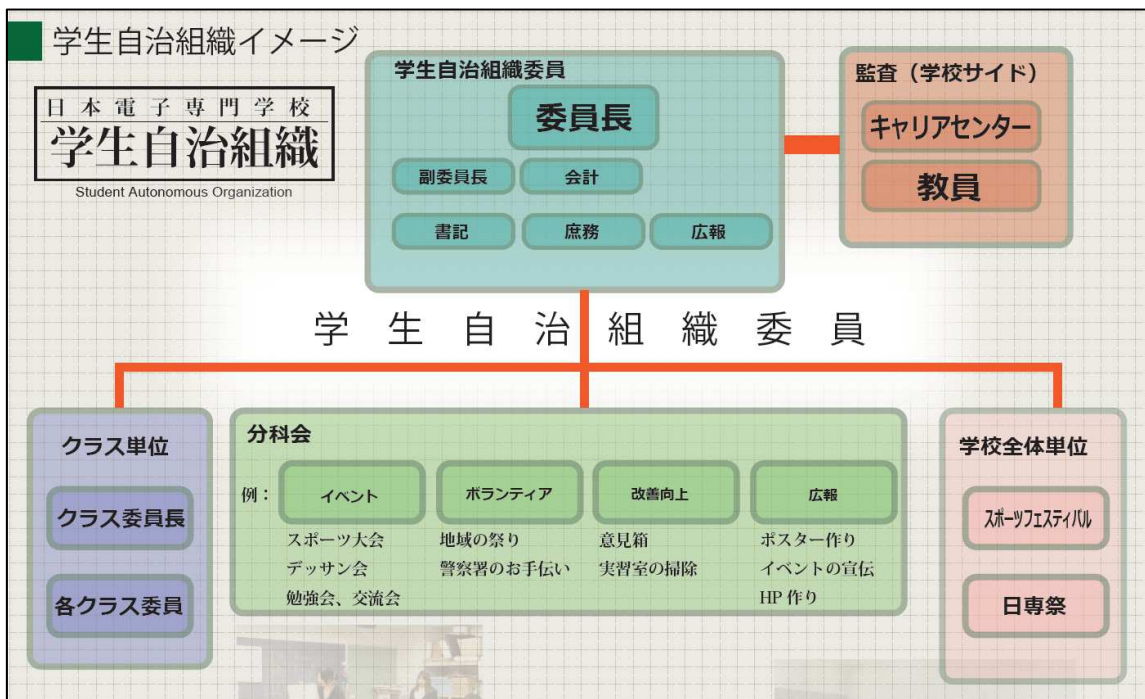 学生自治組織イメージ
日本電子専門学校
学生自治組織
Student Autonomous Organization
学生自治組織委員
委員長
副委員長
会計
書記
庶務
広報
監査(学校サイド)
キャリアセンター
教員
学生自治組織委員
クラス単位
クラス委員長
各クラス委員
分科会
例:
イベント
スポーツ大会
デッサン会
勉強会、交流会
ボランティア
地域の祭り
警察署のお手伝い
改善向上
意見箱
実習室の掃除
広報
ポスター作り
イベントの宣伝
HP 作り
学校全体単位
スポーツフェスティバル
日専祭